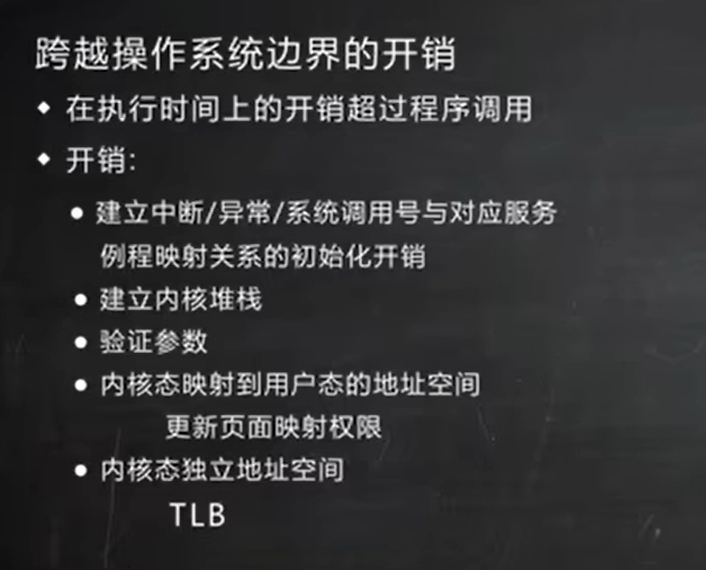 跨越操作系统边界的开销
在执行时间上的开销超过程序调用
开销:
建立中断/异常/系统调用号与对应服务
例程映射关系的初始化开销
建立内核堆栈
验证参数
内核态映射到用户态的地址空间
更新页面映射权限
内核态独立地址空间
TLB